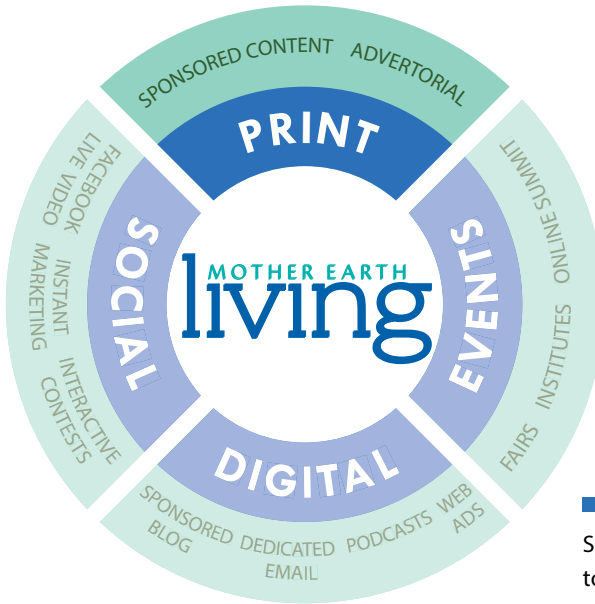 SPONSORED CONTENT ADVERTORIAL
PRINT
FACEBOOK
LIVE VIDEO
INSTANT
MARKETING
INTERACTIVE
CONTESTS
SOCIAL
MOTHER EARTH
living
EVENTS
ONLINE SUMMIT
INSTITUTES
FAIRS
DIGITAL
SPONSORED
BLOG
DEDICATED
EMAIL
PODCASTS
WEB
ADS
S
to